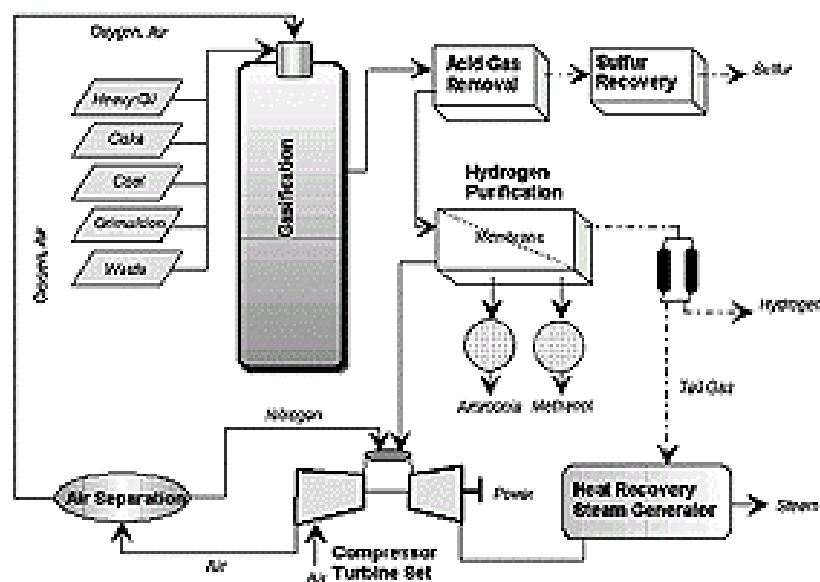 Oxygen, Air
Heavy Oil
Coke
Coal
Orimulsion
Waste
Oxygen, Air
Gasification
Acid Gas
Removal
Sulfur
Recovery
Sulfur
Hydrogen
Purification
Membrane
Hydrogen
Ammonia
Methanol
Tail Gas
Nitrogen
Air Separation
Power
Heat Recovery
Steam Generator
Steam
Air
Air
Compressor
Turbine Set